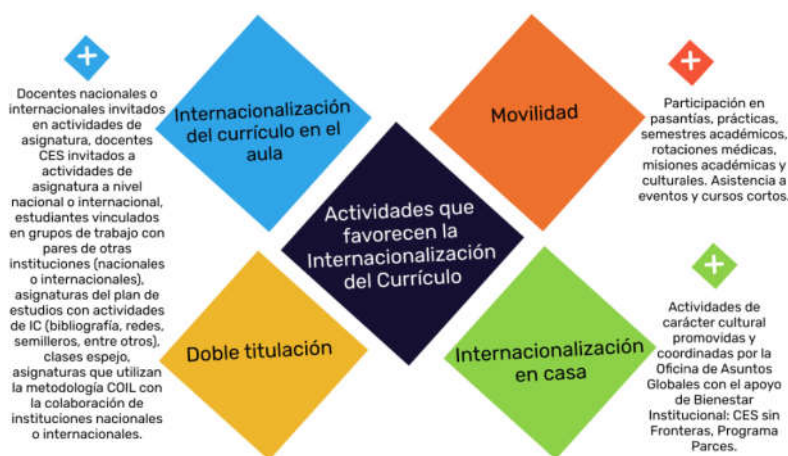 Docentes nacionales o
internacionales invitados
en actividades de
asignatura, docentes
CES invitados a
actividades de
asignatura a nivel
nacional o internacional,
estudiantes vinculados
en grupos de trabajo con
pares de otras
instituciones (nacionales
o internacionales),
asignaturas del plan de
estudios con actividades
de IC (bibliografía, redes,
semilleros, entre otros),
clases espejo,
asignaturas que utilizan
la metodología COIL con
la colaboración de
instituciones nacionales
o internacionales.
Internacionalización
del currículo en el
aula
Movilidad
Participación en
pasantías, prácticas,
semestres académicos,
rotaciones médicas,
misiones académicas y
culturales. Asistencia a
eventos y cursos cortos.
Actividades que
favorecen la
Internacionalización
del Currículo
Doble titulación
Internacionalización
en casa
Actividades de
carácter cultural
promovidas y
coordinadas por la
Oficina de Asuntos
Globales con el apoyo
de Bienestar
Institucional: CES sin
Fronteras, Programa
Parces.